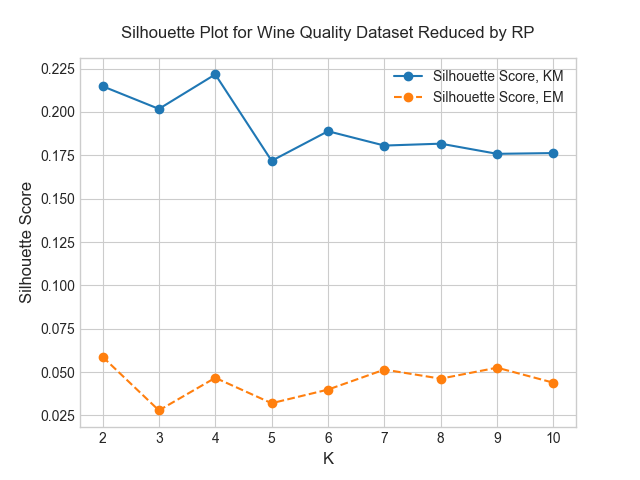 Silhouette Plot for Wine Quality Dataset Reduced by RP
Silhouette Score, KM
Silhouette Score, EM
Silhouette Score
0.225
0.200
0.175
0.150
0.125
0.100
0.075
0.050
0.025
2 3 4 5 6 7 8 9 10
K